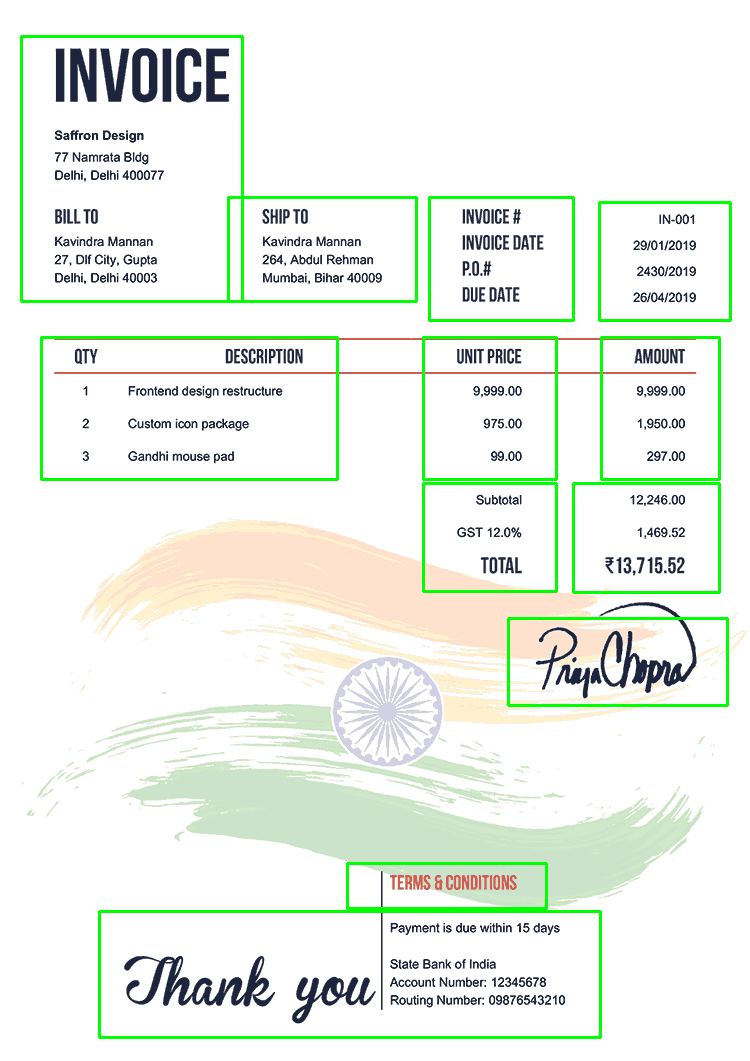 INVOICE
Saffron Design
77 Namrata Bldg
Delhi, Delhi 400077
BILL TO
Kavindra Mannan
27, Dlf City, Gupta
Delhi, Delhi 40003
SHIP TO
Kavindra Mannan
264, Abdul Rehman
Mumbai, Bihar 40009
INVOICE # IN-001
INVOICE DATE 29/01/2019
P.O.# 2430/2019
DUE DATE 26/04/2019
QTY DESCRIPTION UNIT PRICE AMOUNT
1 Frontend design restructure 9,999.00 9,999.00
2 Custom icon package 975.00 1,950.00
3 Gandhi mouse pad 99.00 297.00
Subtotal 12,246.00
GST 12.0% 1,469.52
TOTAL ₹13,715.52
Priya Chopra
Thank you
TERMS & CONDITIONS
Payment is due within 15 days
State Bank of India
Account Number: 12345678
Routing Number: 09876543210